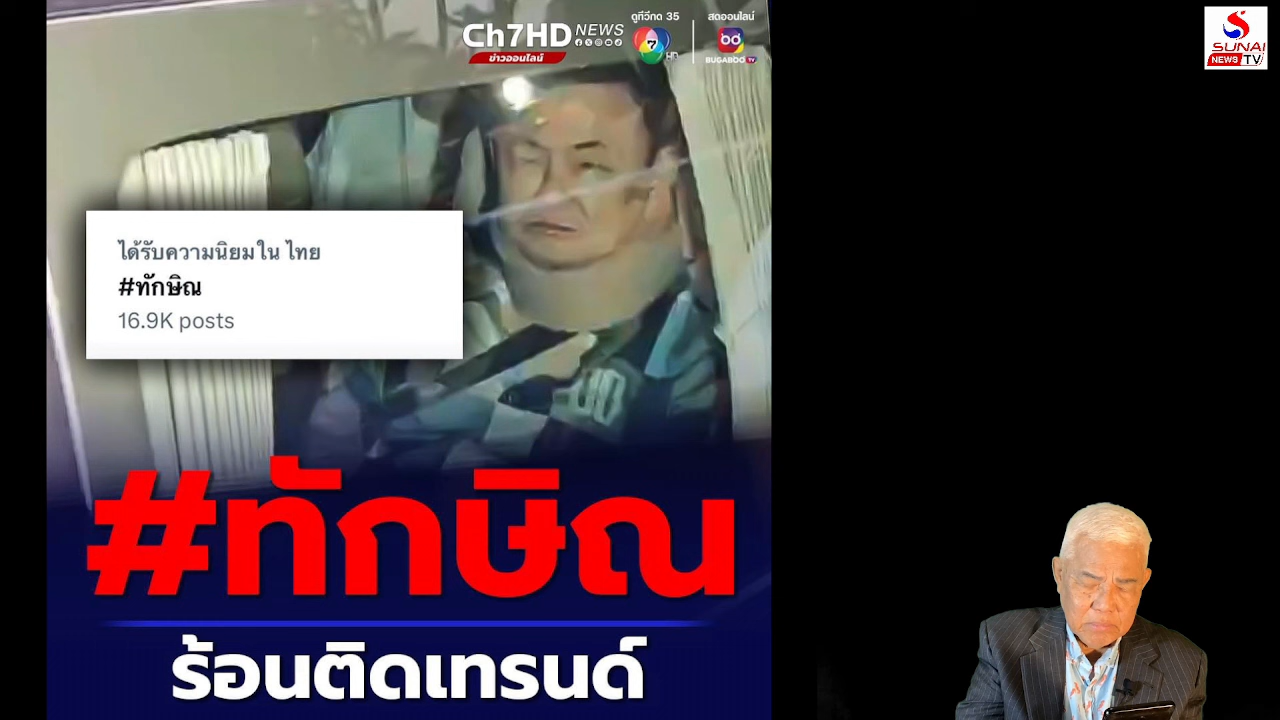 Ch7HD NEWS
ข่าวออนไลน์
ดูทีวีกด 35
7
HD
สดออนไลน์
bd
BUGABOO TV
SUNAI
NEWS TV
ได้รับความนิยมใน ไทย
#ทักษิณ
16.9K posts
#ทักษิณ
ร้อนติดเทรนด์